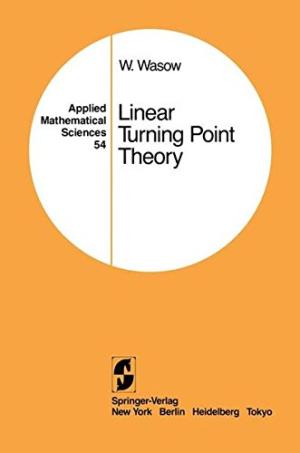 W. Wasow
Applied
Mathematical
Sciences
54
Linear
Turning Point
Theory
Springer-Verlag
New York Berlin Heidelberg Tokyo